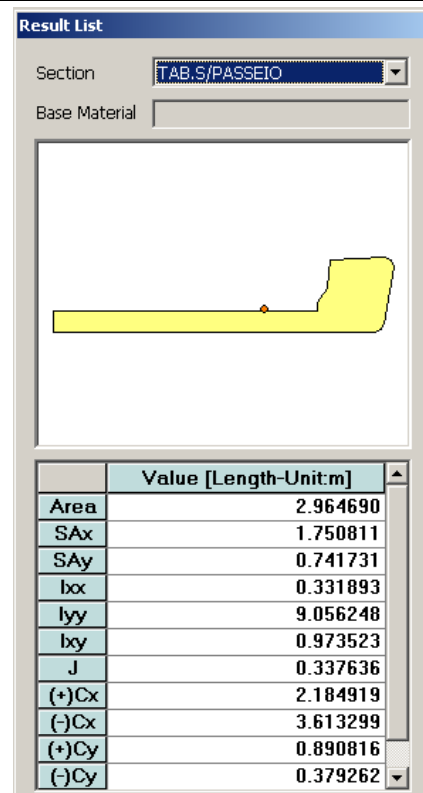 Result List
Section TAB.S/PASSEIO
Base Material
Value [Length-Unit:m]
Area 2.964690
SAx 1.750811
SAy 0.741731
Ixx 0.331893
Iyy 9.056248
Ixy 0.973523
J 0.337636
(+)Cx 2.184919
(-)Cx 3.613299
(+)Cy 0.890816
(-)Cy 0.379262